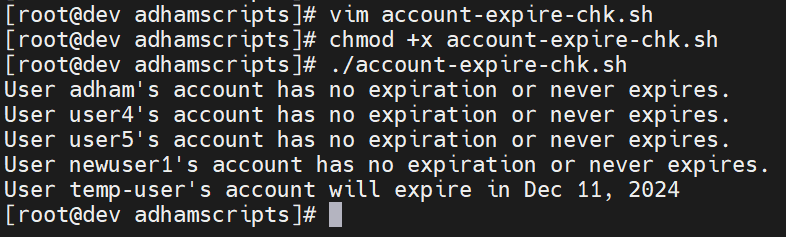 [root@dev adhamscripts]# vim account-expire-chk.sh
[root@dev adhamscripts]# chmod +x account-expire-chk.sh
[root@dev adhamscripts]# ./account-expire-chk.sh
User adham's account has no expiration or never expires.
User user4's account has no expiration or never expires.
User user5's account has no expiration or never expires.
User newuser1's account has no expiration or never expires.
User temp-user's account will expire in Dec 11, 2024
[root@dev adhamscripts]#